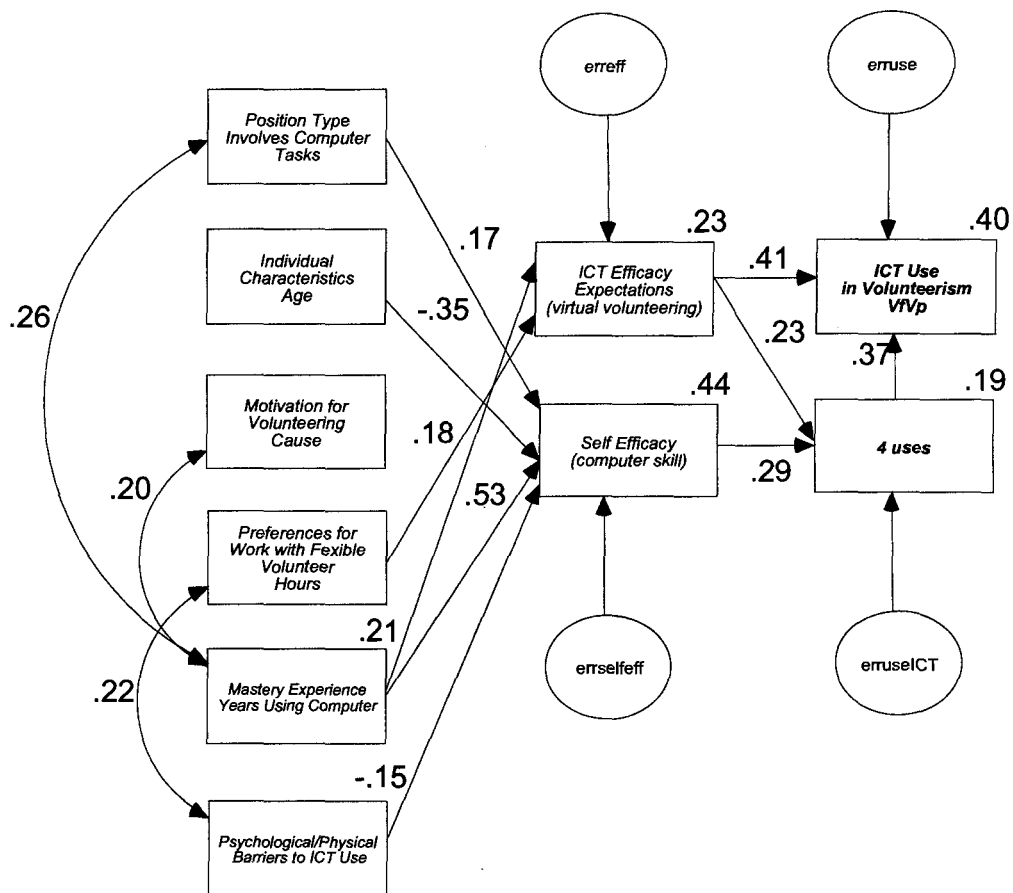 erreff
erruse
Position Type
Involves Computer
Tasks
.17
.23
.40
Individual
Characteristics
Age
ICT Efficacy
Expectations
(virtual volunteering)
.41
ICT Use
in Volunteerism
VfVp
.26
-.35
.23
.37
.44
.19
Motivation for
Volunteering
Cause
.18
Self Efficacy
(computer skill)
.29
4 uses
.20
.53
Preferences for
Work with Fexible
Volunteer
Hours
.21
errselfeff
erruseICT
.22
Mastery Experience
Years Using Computer
-.15
Psychological/Physical
Barriers to ICT Use